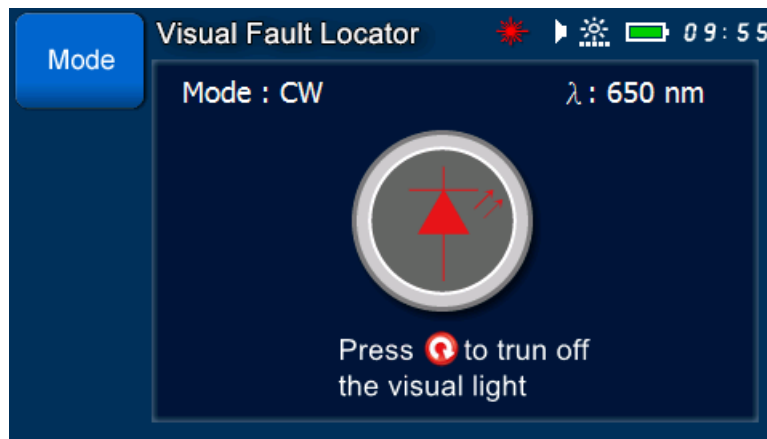 Mode
Visual Fault Locator 09:55
Mode : CW λ : 650 nm
Press to trun off
the visual light